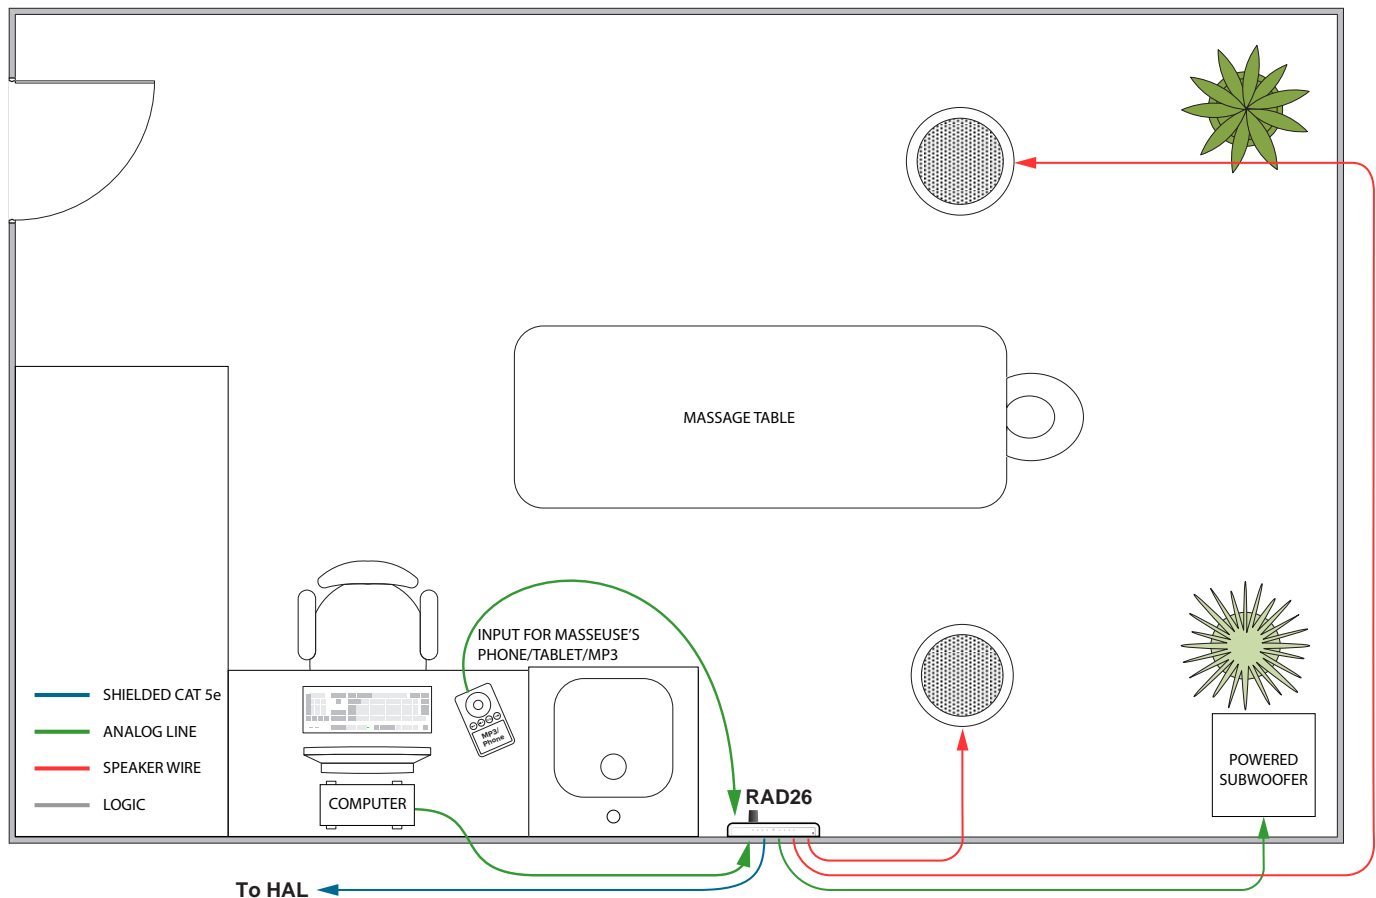 MASSAGE TABLE
INPUT FOR MASSEUSE'S
PHONE/TABLET/MP3
SHIELDED CAT 5e
ANALOG LINE
SPEAKER WIRE
LOGIC
MP3/
Phone
COMPUTER
RAD26
POWERED
SUBWOOFER
To HAL